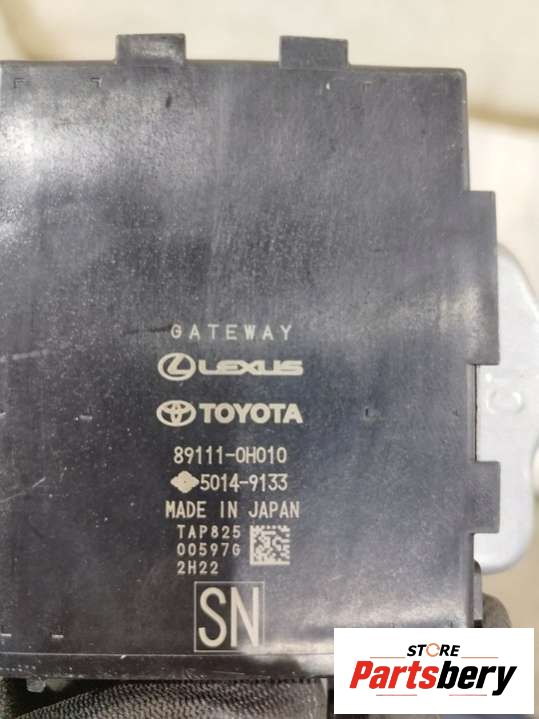 GATEWAY
LEXUS
TOYOTA
89111-0H010
5014-9133
MADE IN JAPAN
TAP825
00597G
2H22
SN
STORE
Partsbery